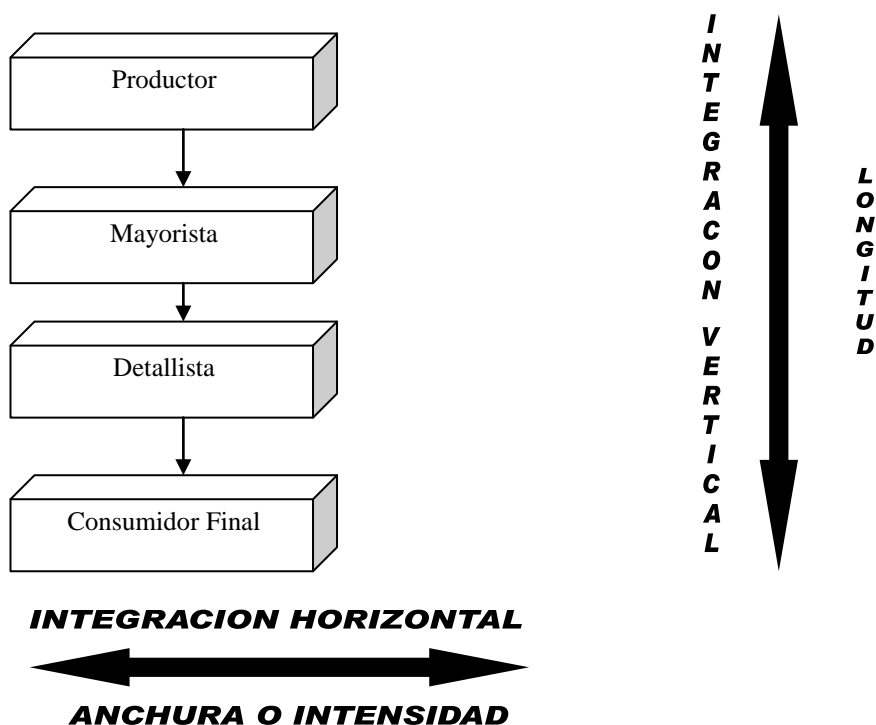 Productor
Mayorista
Detallista
Consumidor Final
INTEGRACON VERTICAL
LONGITUD
INTEGRACION HORIZONTAL
ANCHURA O INTENSIDAD